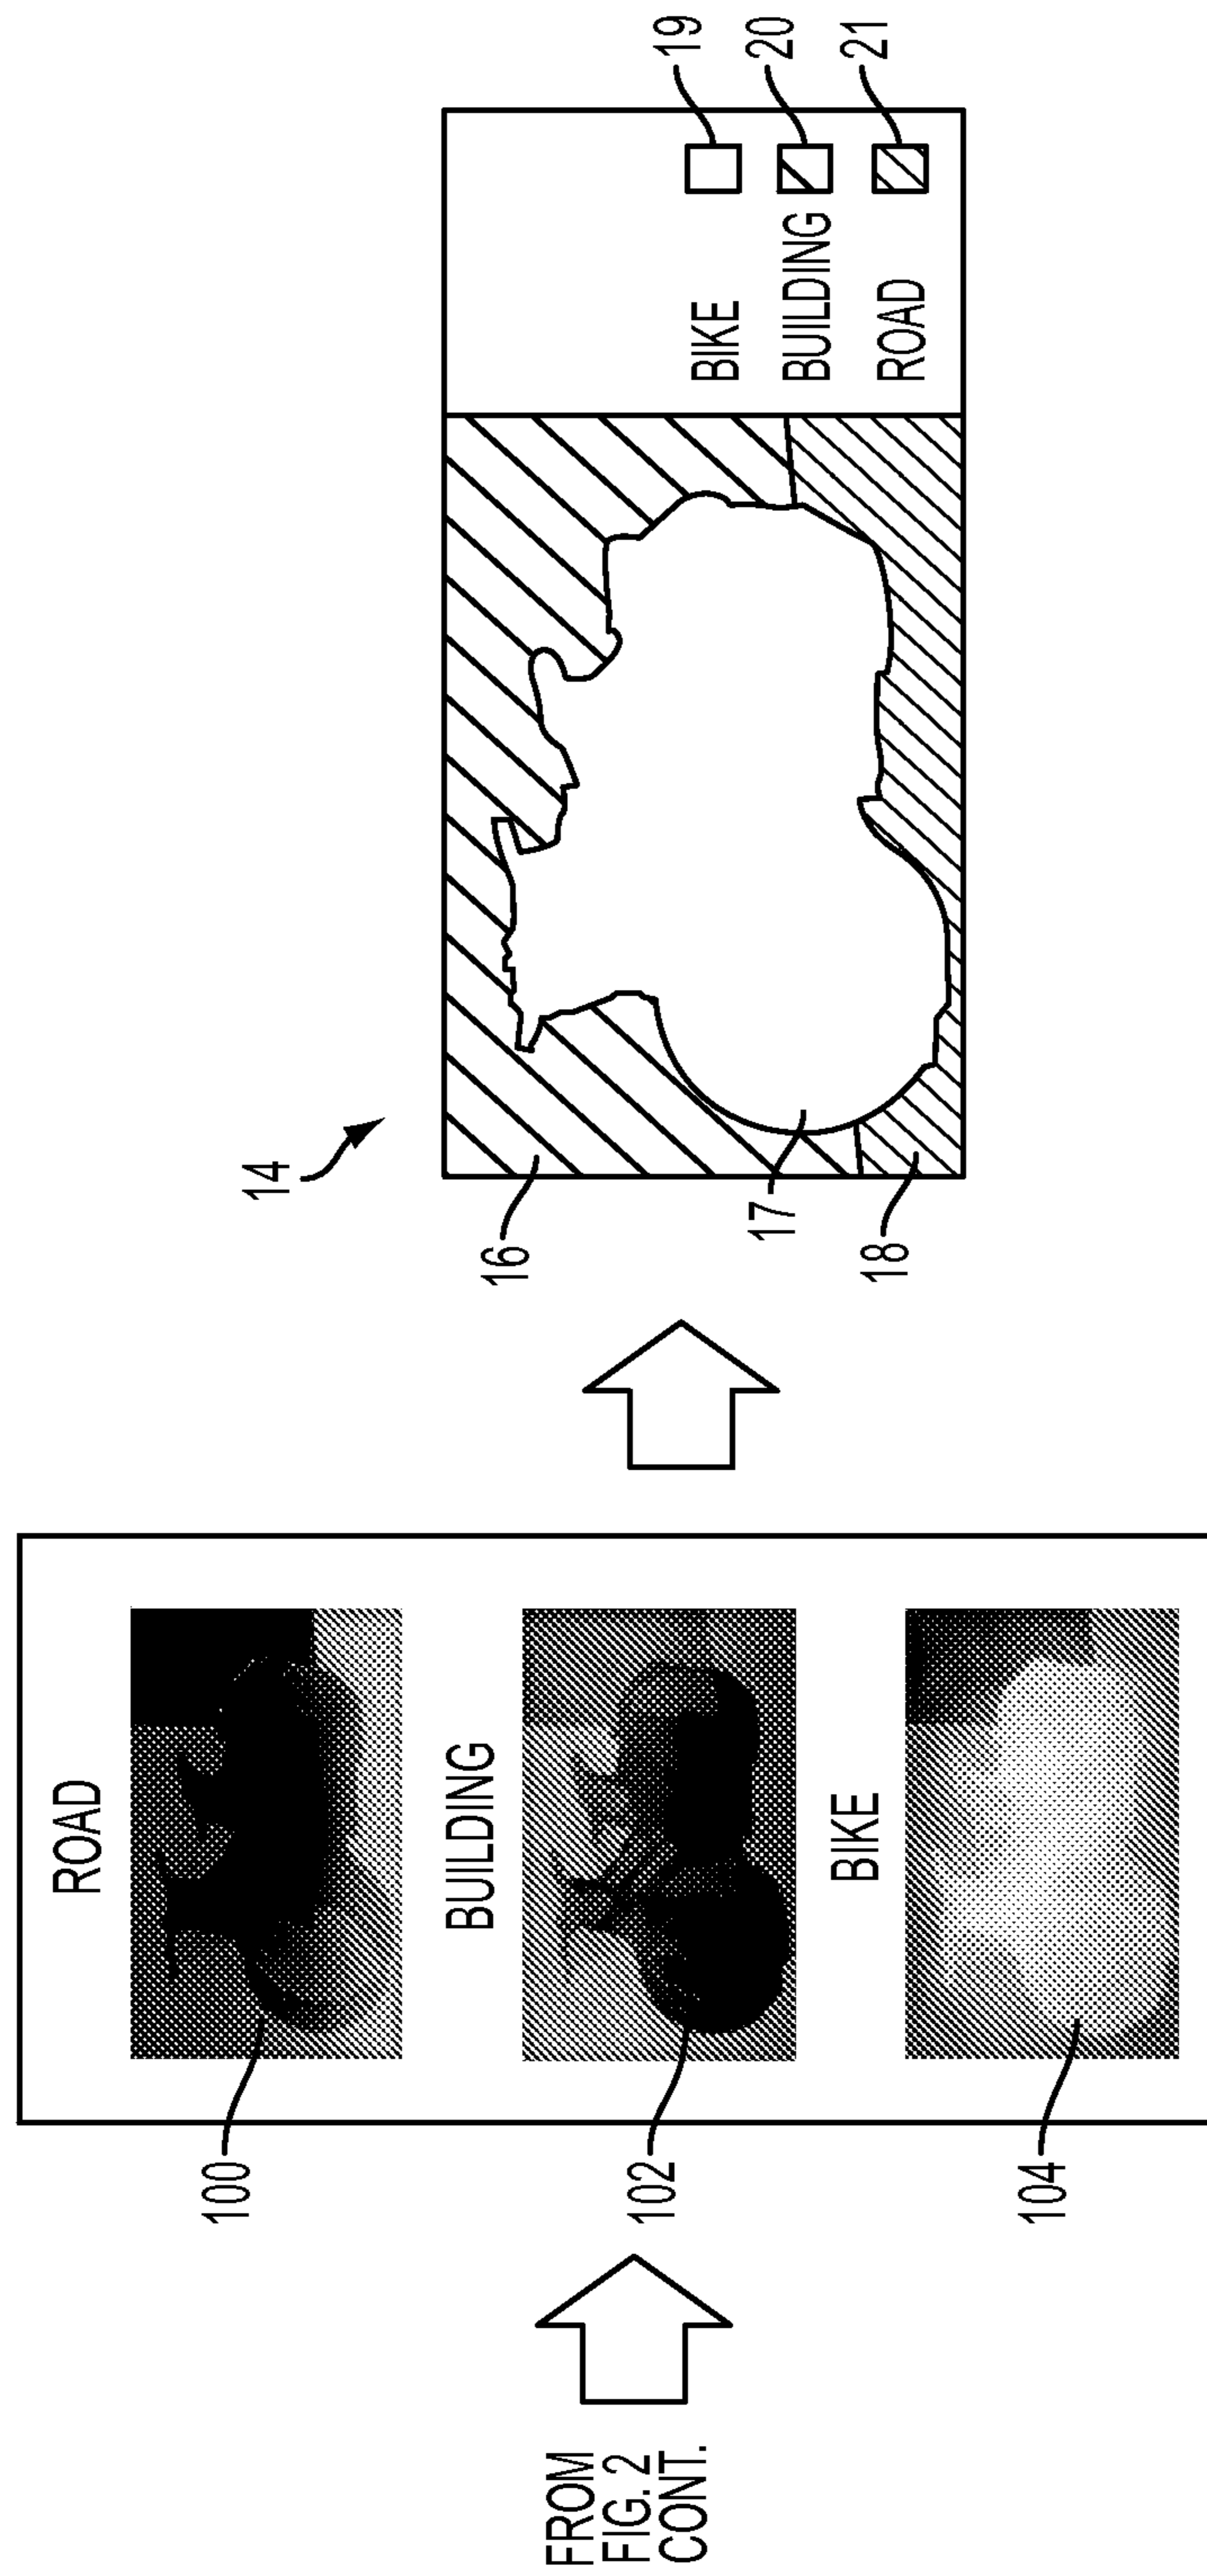 FROM
FIG. 2
CONT.
ROAD
100
BUILDING
102
BIKE
104
14
16
17
18
BIKE
19
BUILDING
20
ROAD
21